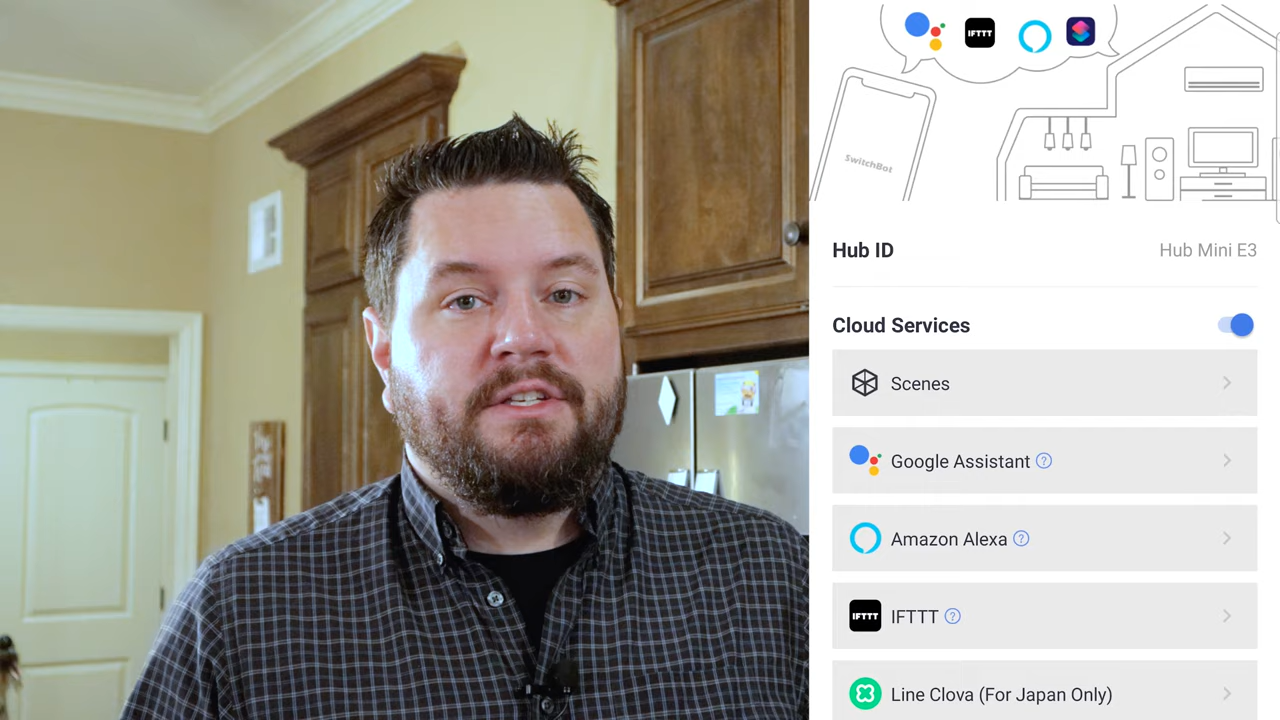 IFTTT
SwitchBot
Hub ID
Hub Mini E3
Cloud Services
Scenes
Google Assistant ?
Amazon Alexa ?
IFTTT IFTTT ?
Line Clova (For Japan Only)